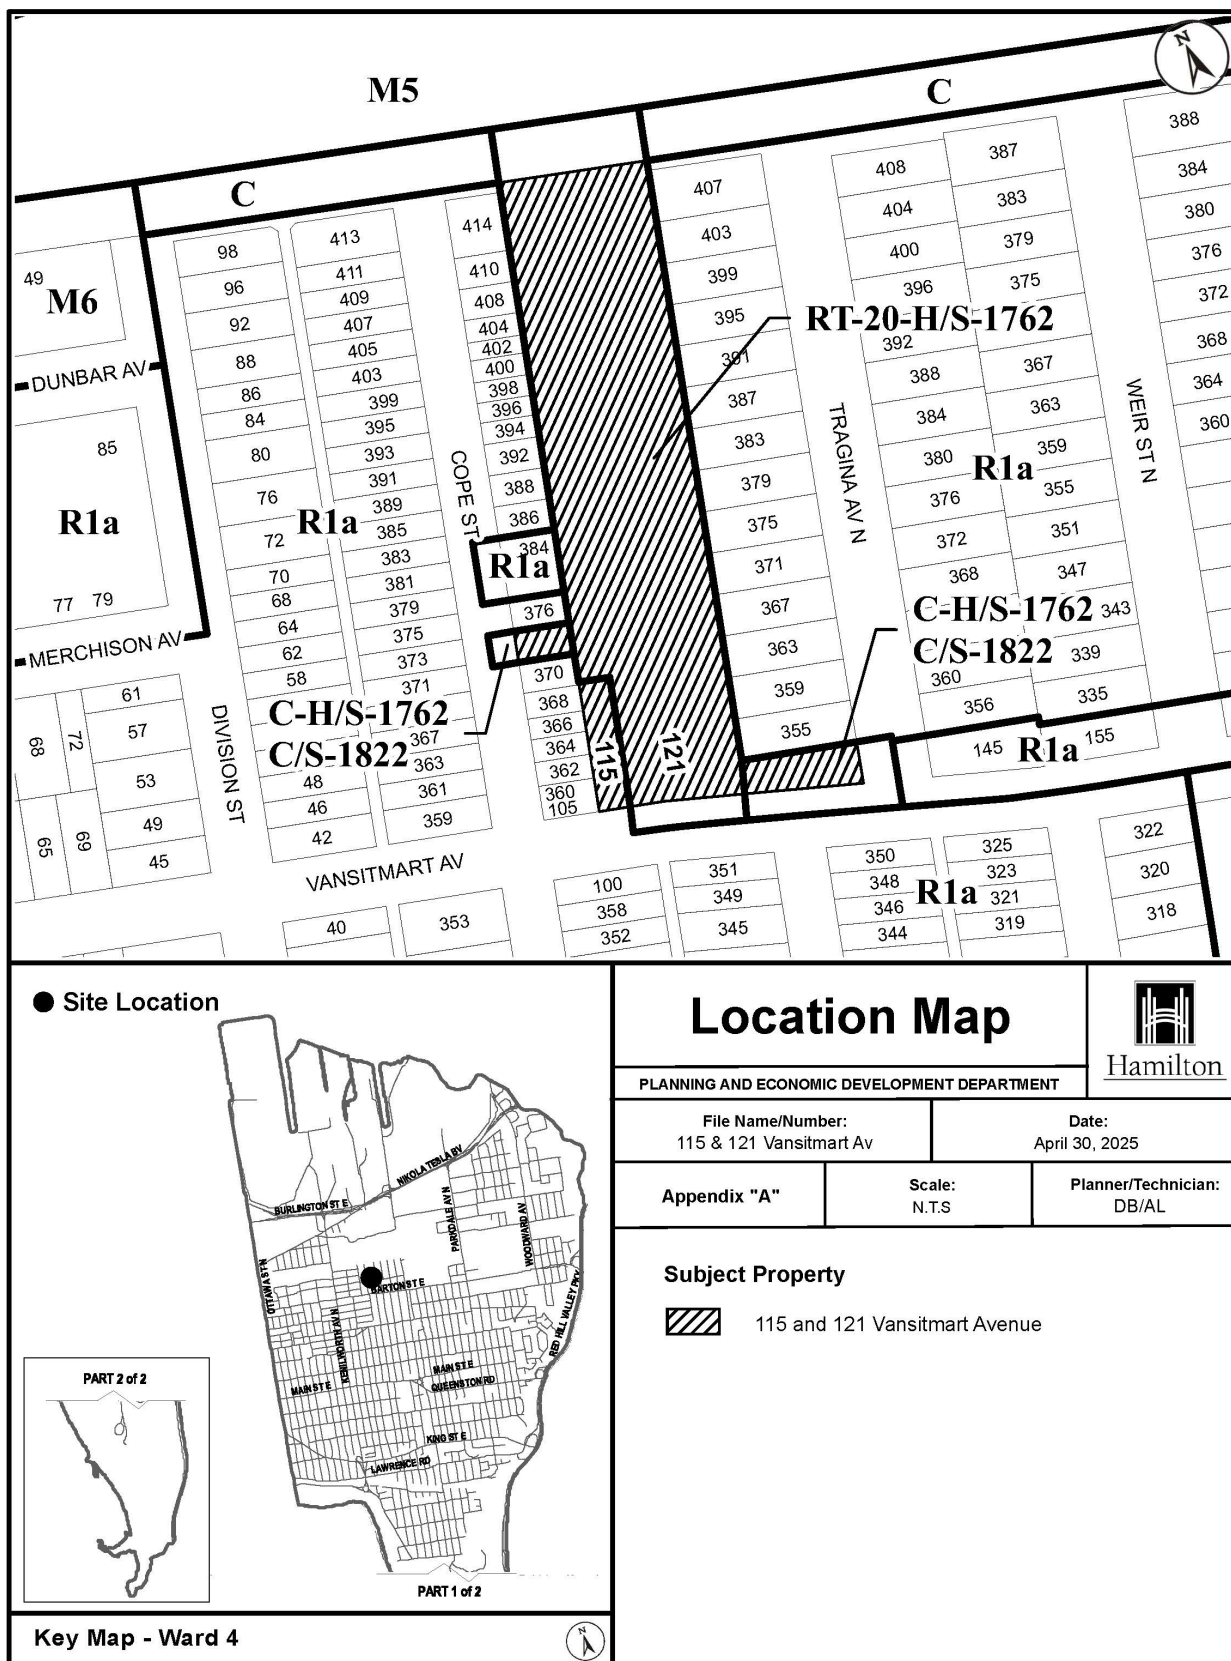 N
M5
C
C
M6
49
DUNBAR AV
85
R1a
77
79
MERCHISON AV
98
96
92
88
86
84
80
76
72
70
68
64
62
58
48
46
42
R1a
413
411
409
407
405
403
399
395
393
391
389
385
383
381
379
375
373
371
367
363
361
359
COPE ST
414
410
408
404
402
400
398
396
394
392
388
386
384
R1a
376
370
368
366
364
362
360
105
C-H/S-1762
C/S-1822
115
121
RT-20-H/S-1762
407
403
399
395
391
387
383
379
375
371
367
363
359
355
TRAGINA AV N
408
404
400
396
392
388
384
380
376
372
368
360
356
R1a
387
383
379
375
367
363
359
355
351
347
343
339
335
C-H/S-1762
C/S-1822
WEIR ST N
388
384
380
376
372
368
364
360
145
R1a
155
61
57
53
49
45
68
72
65
69
DIVISION ST
VANSITMART AV
40
353
100
358
352
351
349
345
350
348
346
344
R1a
325
323
321
319
322
320
318
Site Location
NIKOLA TESLA BV
BURLINGTON ST E
PARKDALE AV N
WOODWARD AV
OTTAWA ST N
BARTON ST E
KENILWORTH AV N
RED HILL VALLEY PKY
MAIN ST E
MAIN ST E
QUEENSTON RD
KING ST E
LAWRENCE RD
PART 2 of 2
PART 1 of 2
Key Map - Ward 4
N
Location Map
PLANNING AND ECONOMIC DEVELOPMENT DEPARTMENT
Hamilton
File Name/Number:
115 & 121 Vansitmart Av
Date:
April 30, 2025
Appendix "A"
Scale:
N.T.S
Planner/Technician:
DB/AL
Subject Property
115 and 121 Vansitmart Avenue